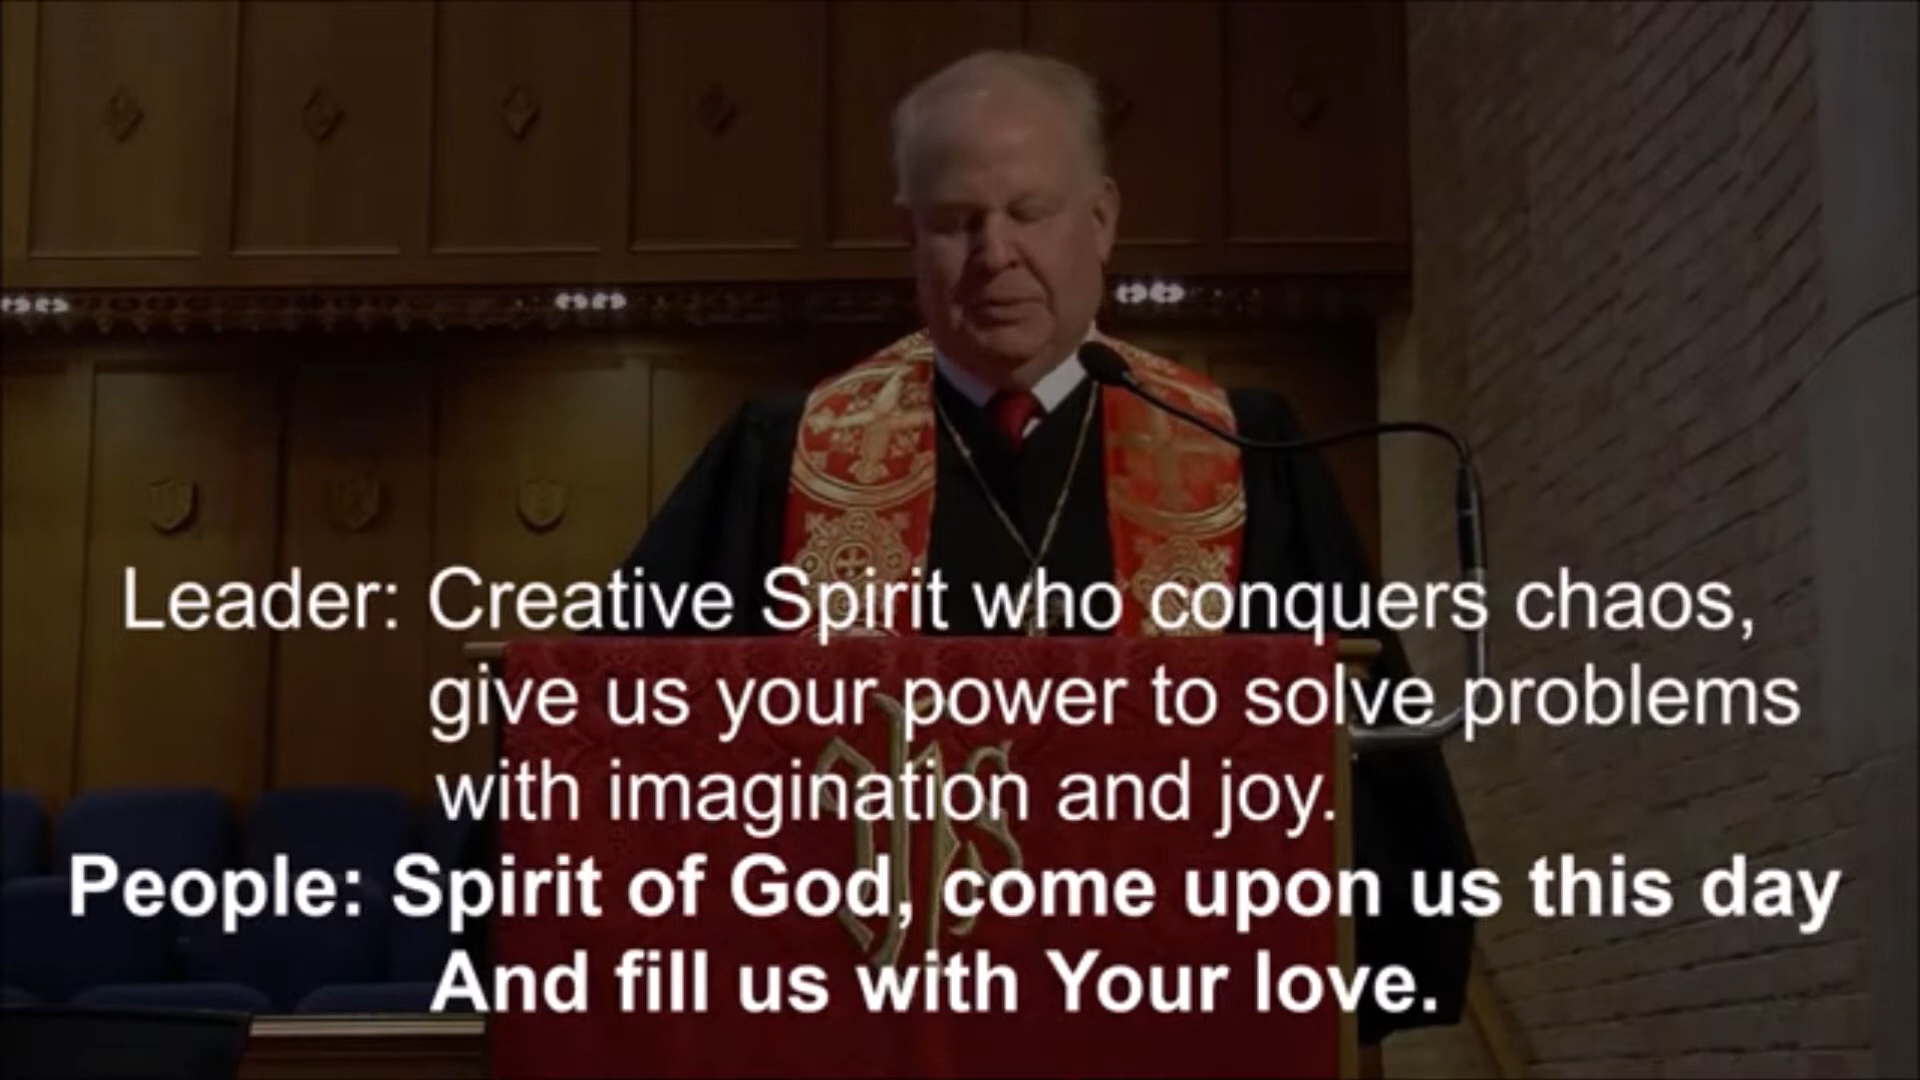 Leader: Creative Spirit who conquers chaos,
give us your power to solve problems
with imagination and joy.
People: Spirit of God, come upon us this day
And fill us with Your love.